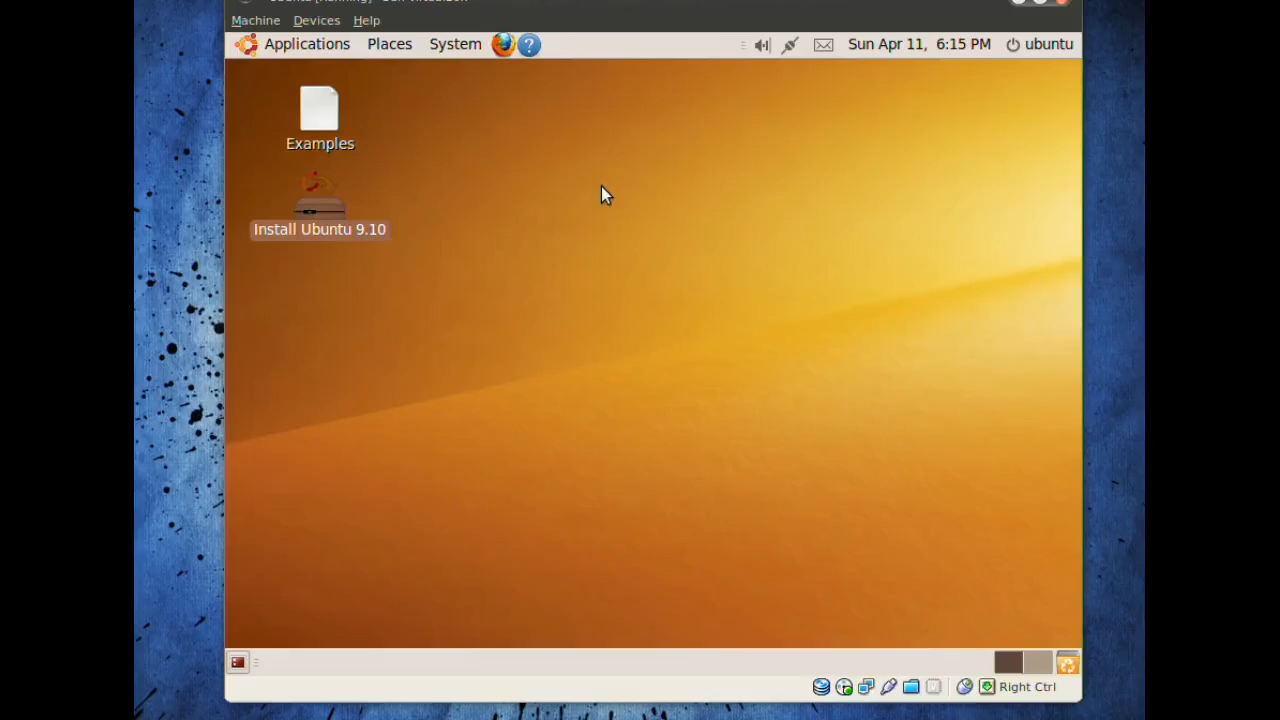 Machine Devices Help
Applications Places System Sun Apr 11, 6:15 PM ubuntu
Examples
Install Ubuntu 9.10
Right Ctrl